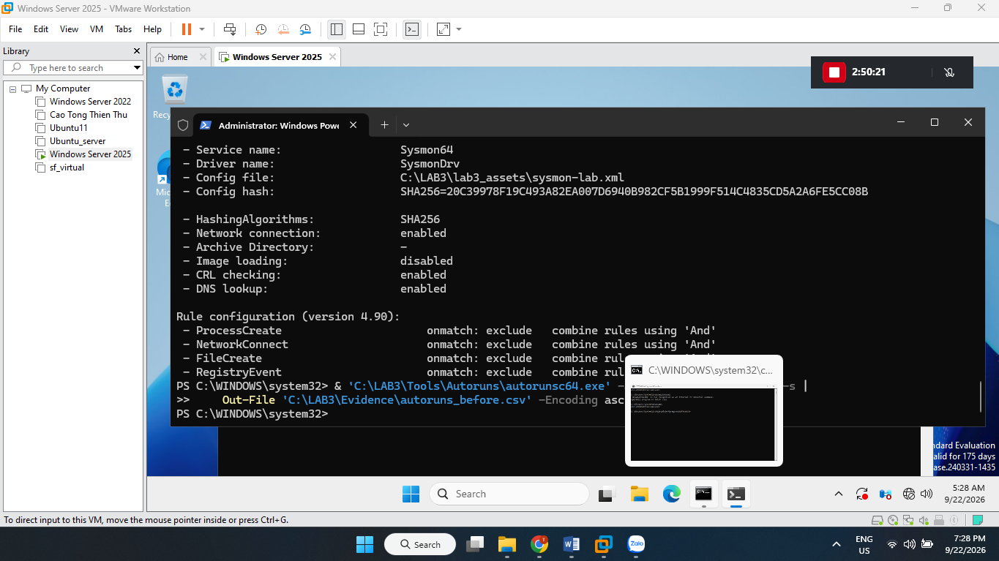 Windows Server 2025 - VMware Workstation
File Edit View VM Tabs Help
Library
Type here to search
My Computer
Windows Server 2022
Cao Tong Thien Thu
Ubuntu11
Ubuntu_server
Windows Server 2025
sf_virtual
Home
Windows Server 2025
2:50:21
Recy
Mic
E
Administrator: Windows Powe
- Service name: Sysmon64
- Driver name: SysmonDrv
- Config file: C:\LAB3\lab3_assets\sysmon-lab.xml
- Config hash: SHA256=20C39978F19C493A82EA007D6940B982CF5B1999F514C4835CD5A2A6FE5CC08B
- HashingAlgorithms: SHA256
- Network connection: enabled
- Archive Directory: -
- Image loading: disabled
- CRL checking: enabled
- DNS lookup: enabled
Rule configuration (version 4.90):
- ProcessCreate onmatch: exclude combine rules using 'And'
- NetworkConnect onmatch: exclude combine rules using 'And'
- FileCreate onmatch: exclude combine rules using 'And'
- RegistryEvent onmatch: exclude combine rul
PS C:\WINDOWS\system32> & 'C:\LAB3\Tools\Autoruns\autorunsc64.exe' - -s |
>> Out-File 'C:\LAB3\Evidence\autoruns_before.csv' -Encoding asc
PS C:\WINDOWS\system32>
C:\WINDOWS\system32\c...
ndard Evaluation
alid for 175 days
ase.240331-1435
Search
5:28 AM
9/22/2026
To direct input to this VM, move the mouse pointer inside or press Ctrl+G.
Search
Zalo
ENG
US
7:28 PM
9/22/2026